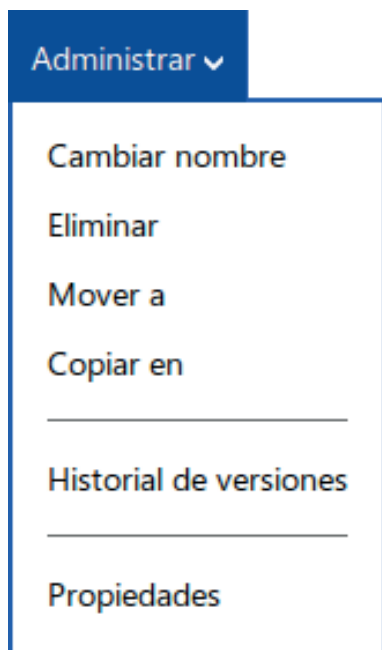 Administrar
Cambiar nombre
Eliminar
Mover a
Copiar en
Historial de versiones
Propiedades